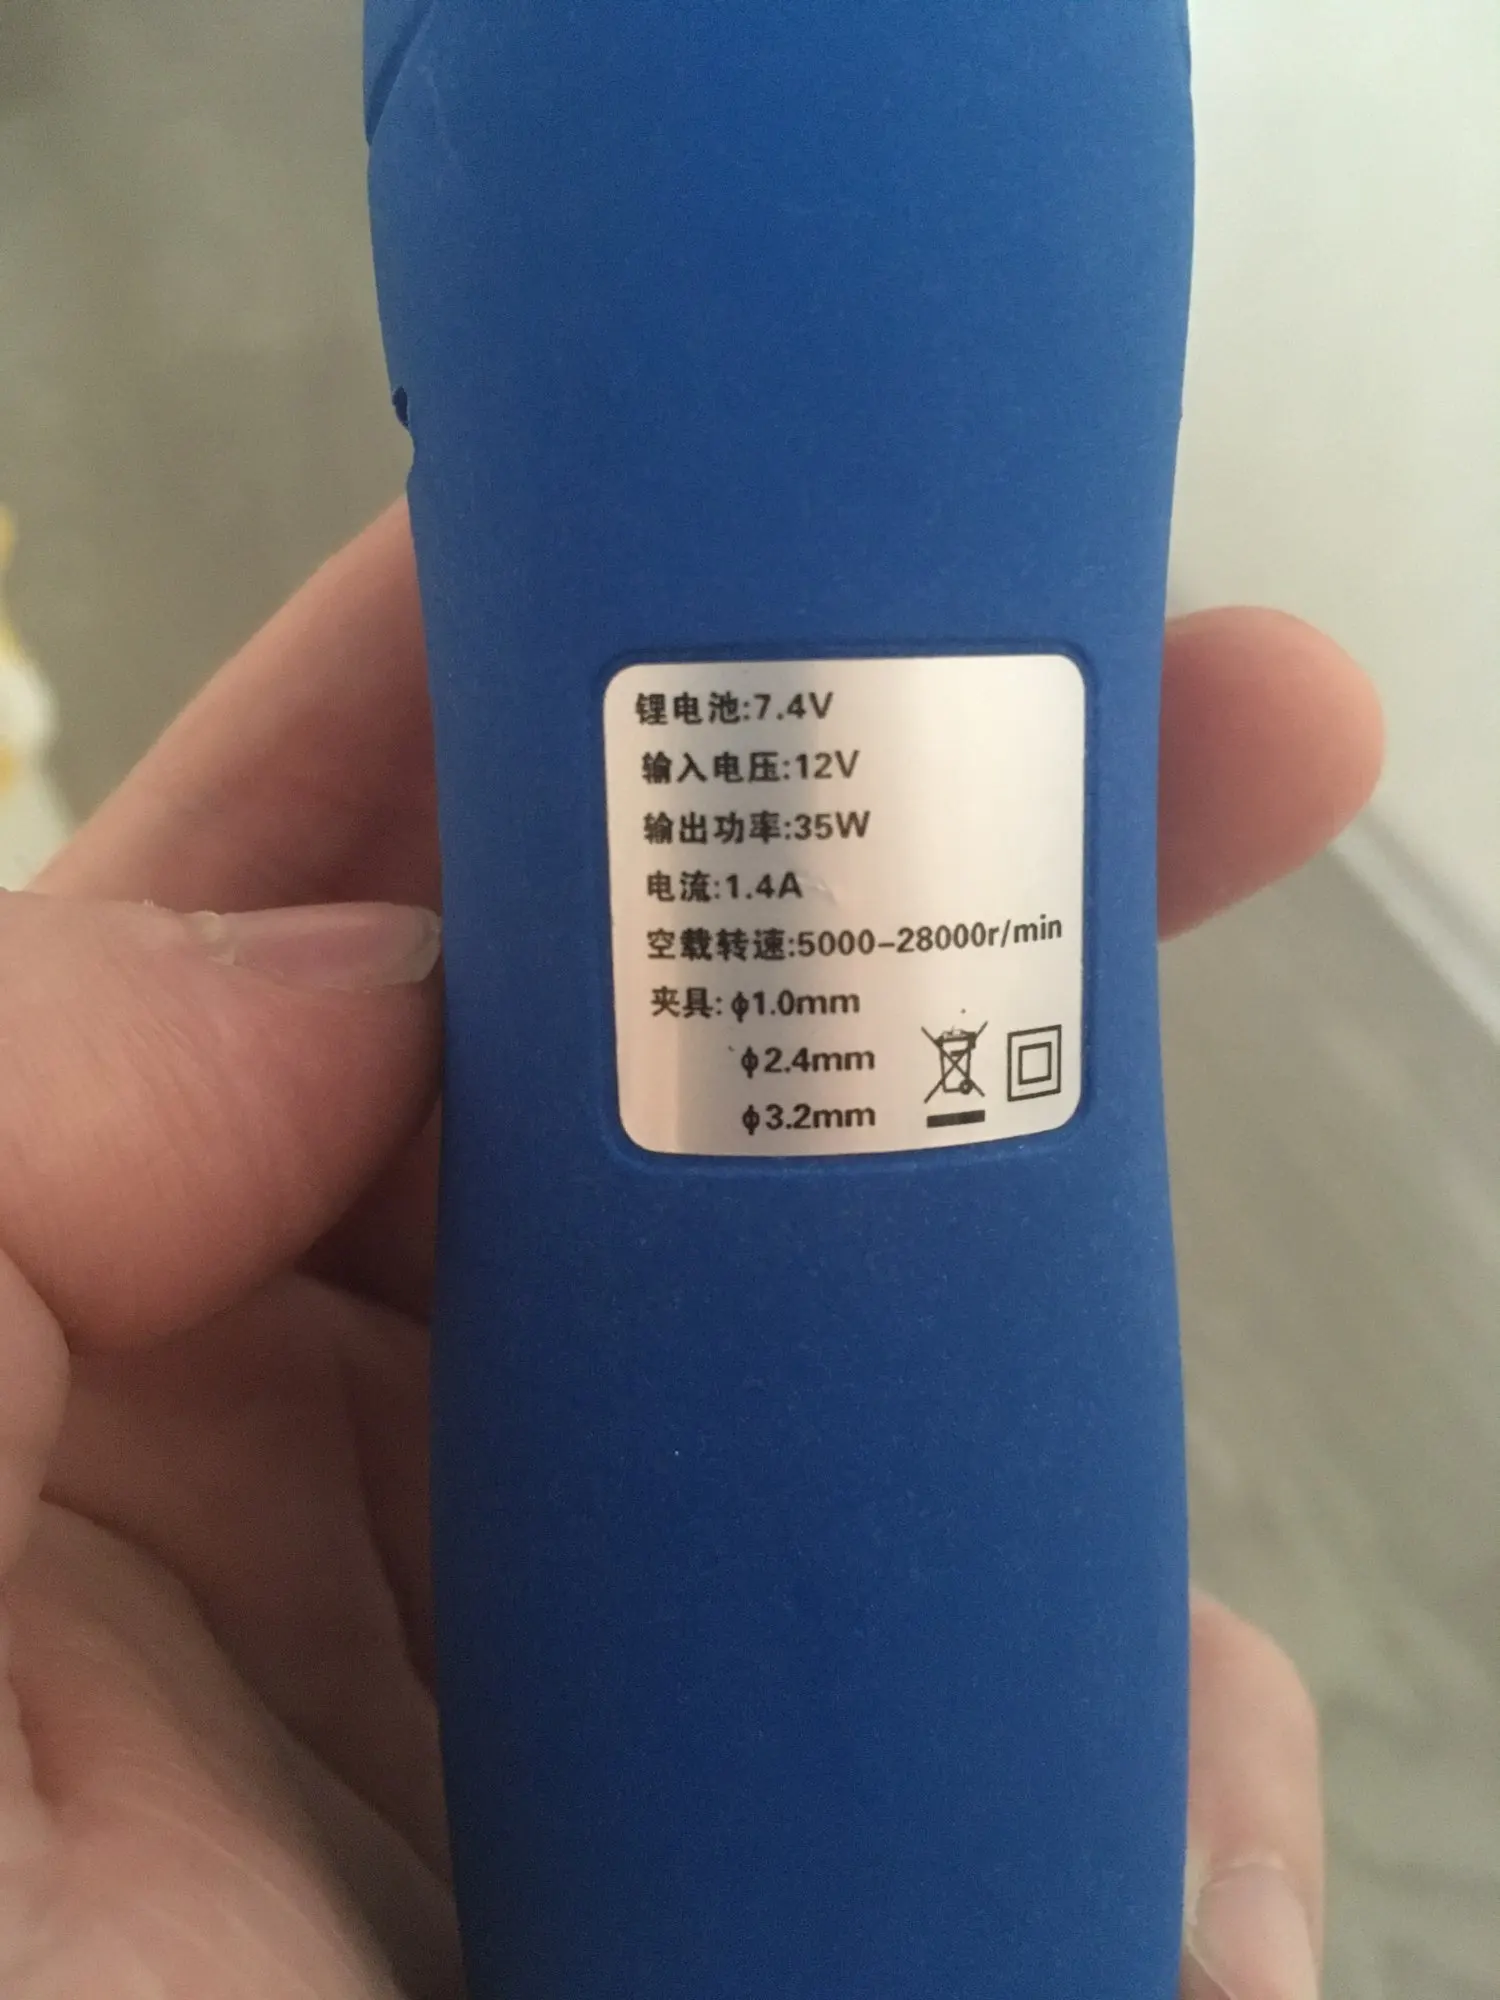 锂电池:7.4V
输入电压:12V
输出功率:35W
电流:1.4A
空载转速:5000-28000r/min
夹具: ϕ1.0mm
ϕ2.4mm
ϕ3.2mm